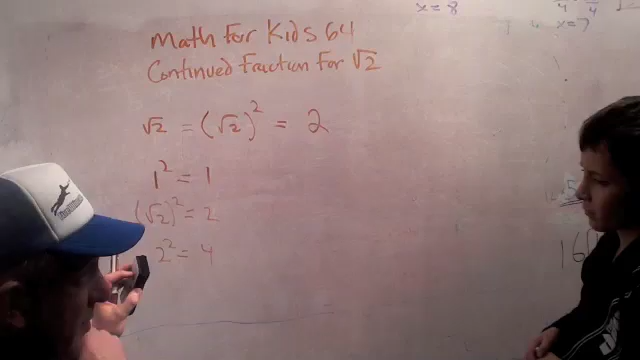 x = 8
x = 7
Math for Kids 64
Continued Fraction for √2
√2 = (√2)² = 2
1² = 1
(√2)² = 2
2² = 4